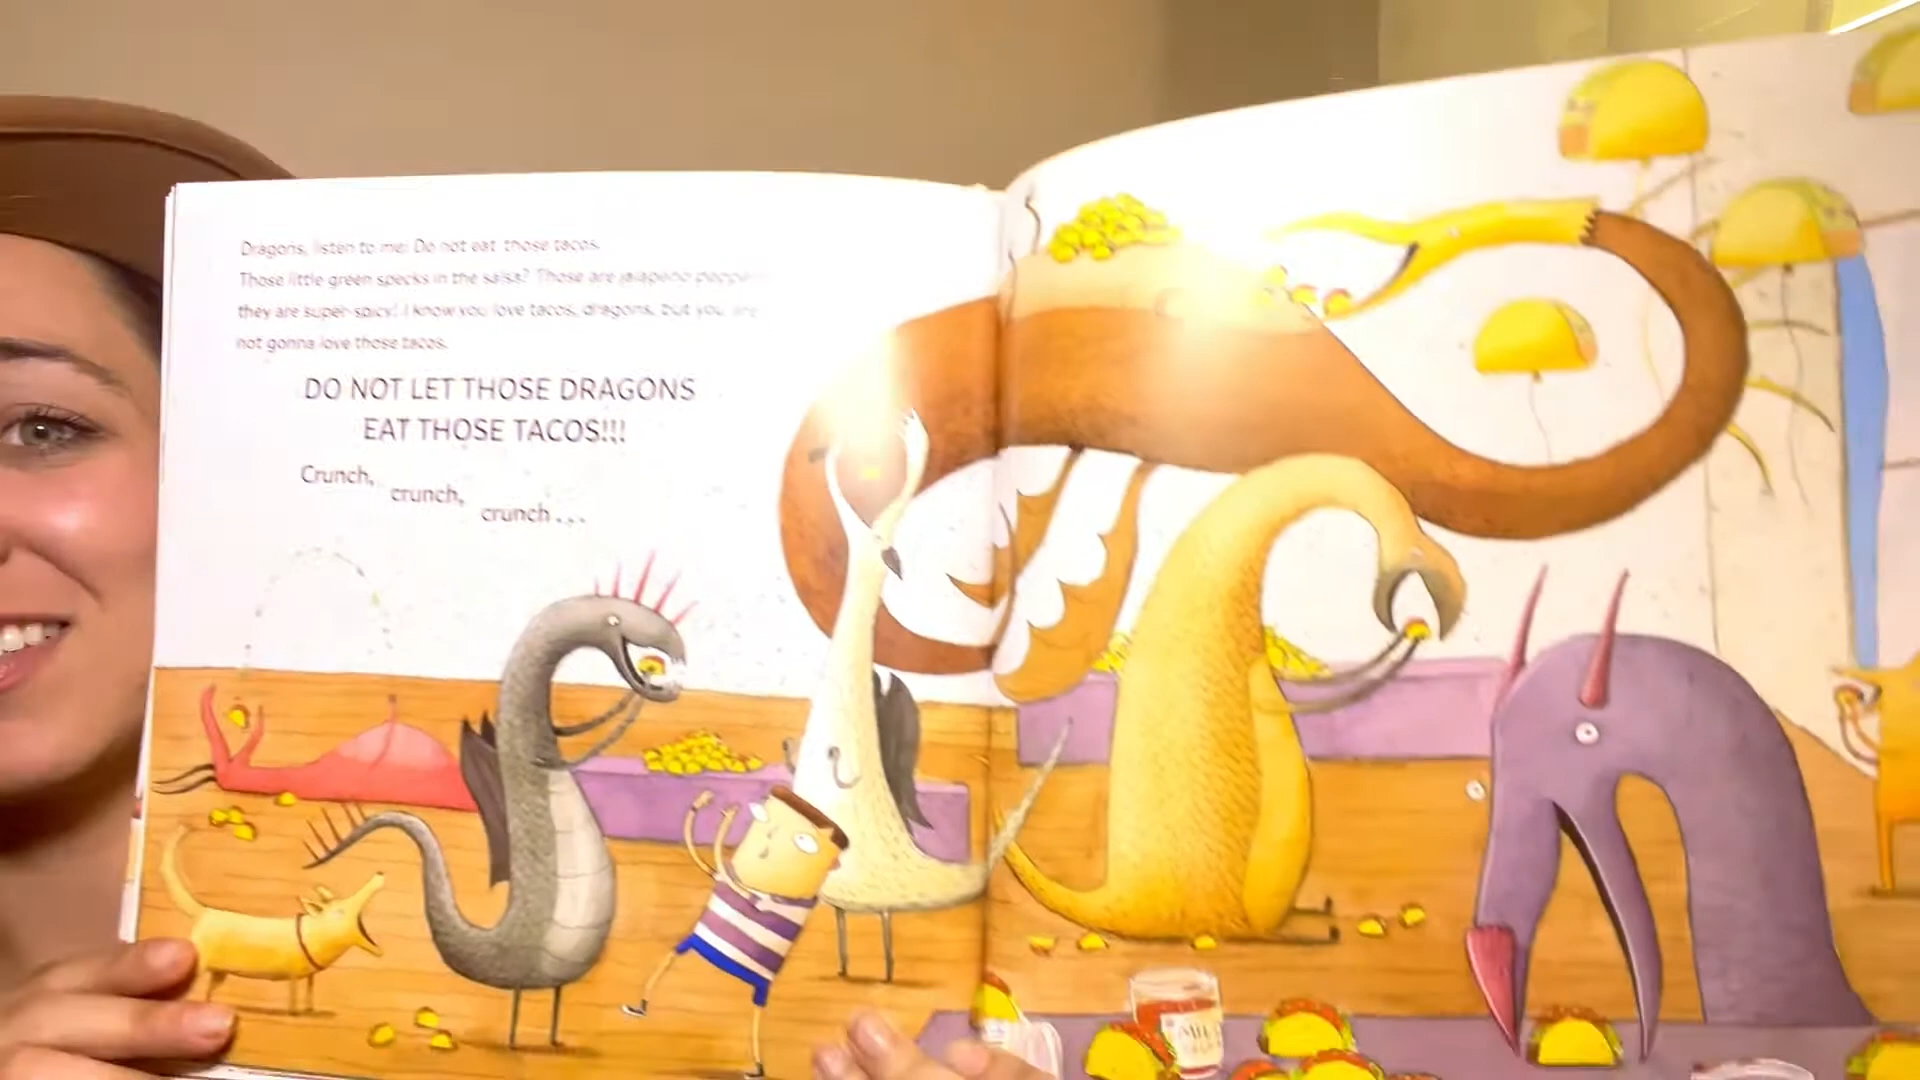 Dragons, listen to me! Do not eat those tacos.
Those little green specks in the salsa? Those are jalapeño
they are super-spicy! I know you love tacos, dragons, but you are
not gonna love those tacos.
DO NOT LET THOSE DRAGONS
EAT THOSE TACOS!!!
Crunch,
crunch,
crunch...